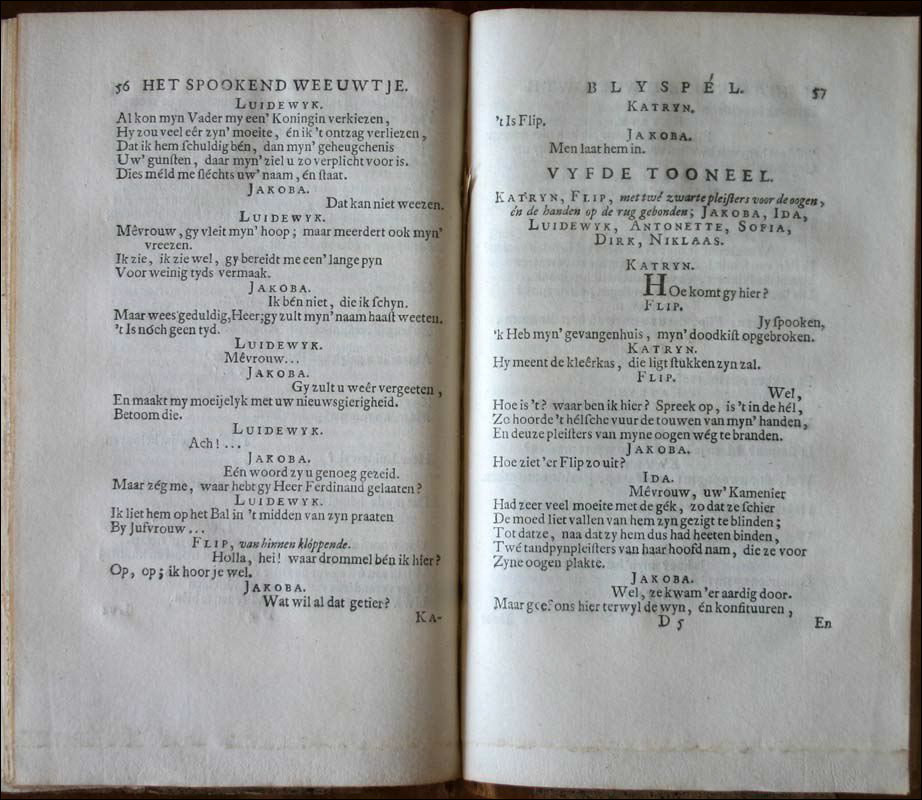 56 HET SPOOKEND WEEUWTJE.
LUIDEWYK.
Al kon myn Vader my een' Koningin verkiezen,
Hy zou veel eêr zyn' moeite, én ik 't ontzag verliezen,
Dat ik hem ſchuldig bén, dan myn' geheugchenis
Uw' gunſten, daar myn' ziel u zo verplicht voor is.
Dies méld me ſléchts uw' naam, én ſtaat.
JAKOBA.
Dat kan niet weezen.
LUIDEWYK.
Mêvrouw, gy vleit myn' hoop; maar meerdert ook myn'
vreezen.
Ik zie, ik zie wel, gy bereidt me een' lange pyn
Voor weinig tyds vermaak.
JAKOBA.
Ik bén niet, die ik ſchyn.
Maar wees geduldig, Heer; gy zult myn' naam haaſt weeten.
't Is nóch geen tyd.
LUIDEWYK.
Mêvrouw...
JAKOBA.
Gy zult u weêr vergeeten,
En maakt my moeijelyk met uw nieuwsgierigheid.
Betoom die.
LUIDEWYK.
Ach! ...
JAKOBA.
Eén woord zy u genoeg gezeid.
Maar zég me, waar hebt gy Heer Ferdinand gelaaten?
LUIDEWYK.
Ik liet hem op het Bal in 't midden van zyn praaten
By Jufvrouw...
FLIP, van binnen klóppende.
Holla, hei! waar drommel bén ik hier?
Op, op; ik hoor je wel.
JAKOBA.
Wat wil al dat getier?
KA-
BLYSPÉL. 57
KATRYN.
't Is Flip.
JAKOBA.
Men laat hem in.
VYFDE TOONEEL.
KATRYN, FLIP, met twé zwarte pleiſters voor de oogen,
én de handen op de rug gebonden; JAKOBA, IDA,
LUIDEWYK, ANTONETTE, SOFIA,
DIRK, NIKLAAS.
KATRYN.
HOe komt gy hier?
FLIP.
Jy ſpooken,
'k Heb myn' gevangenhuis, myn' doodkiſt opgebroken.
KATRYN.
Hy meent de kleêrkas, die ligt ſtukken zyn zal.
FLIP.
Wel,
Hoe is 't? waar ben ik hier? Spreek op, is 't in de hél,
Zo hoorde 't hélſche vuur de touwen van myn' handen,
En deuze pleiſters van myne oogen wég te branden.
JAKOBA.
Hoe ziet 'er Flip zo uit?
IDA.
Mévrouw, uw' Kamenier
Had zeer veel moeite met de gék, zo dat ze ſchier
De moed liet vallen van hem zyn gezigt te blinden;
Tot datze, naa dat zy hem dus had heeten binden,
Twé tandpynpleiſters van haar hoofd nam, die ze voor
Zyne oogen plakte.
JAKOBA.
Wel, ze kwam 'er aardig door.
Maar geef ons hier terwyl de wyn, én konfituuren,
D 5 En